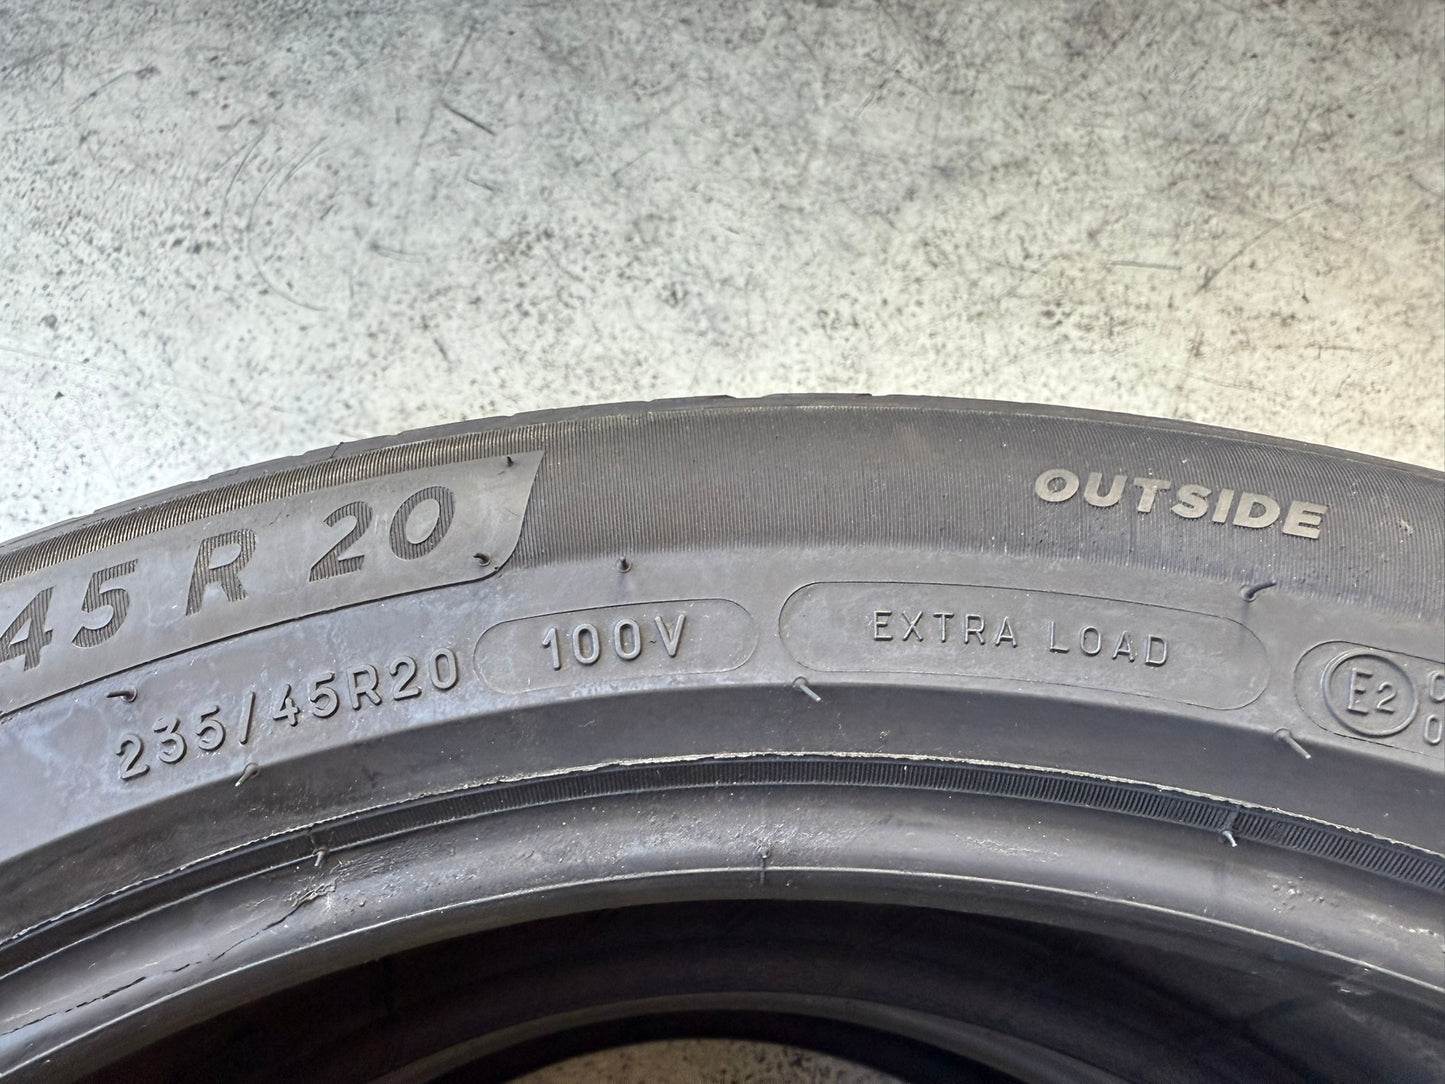 45 R 20
OUTSIDE
235/45R20
100V
EXTRA LOAD
E2